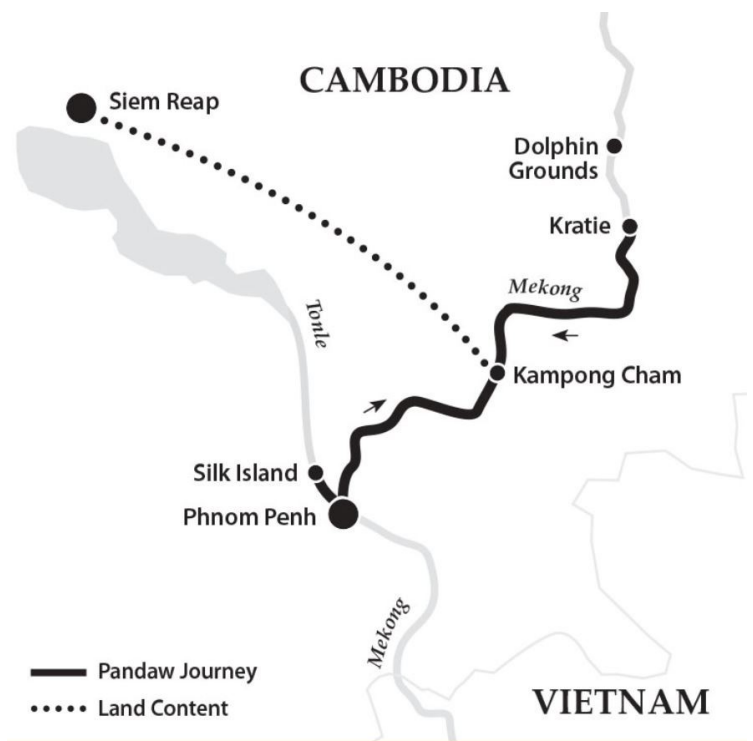 CAMBODIA
Siem Reap
Dolphin
Grounds
Kratie
Mekong
Tonle
Kampong Cham
Silk Island
Phnom Penh
Mekong
Pandaw Journey
Land Content
VIETNAM